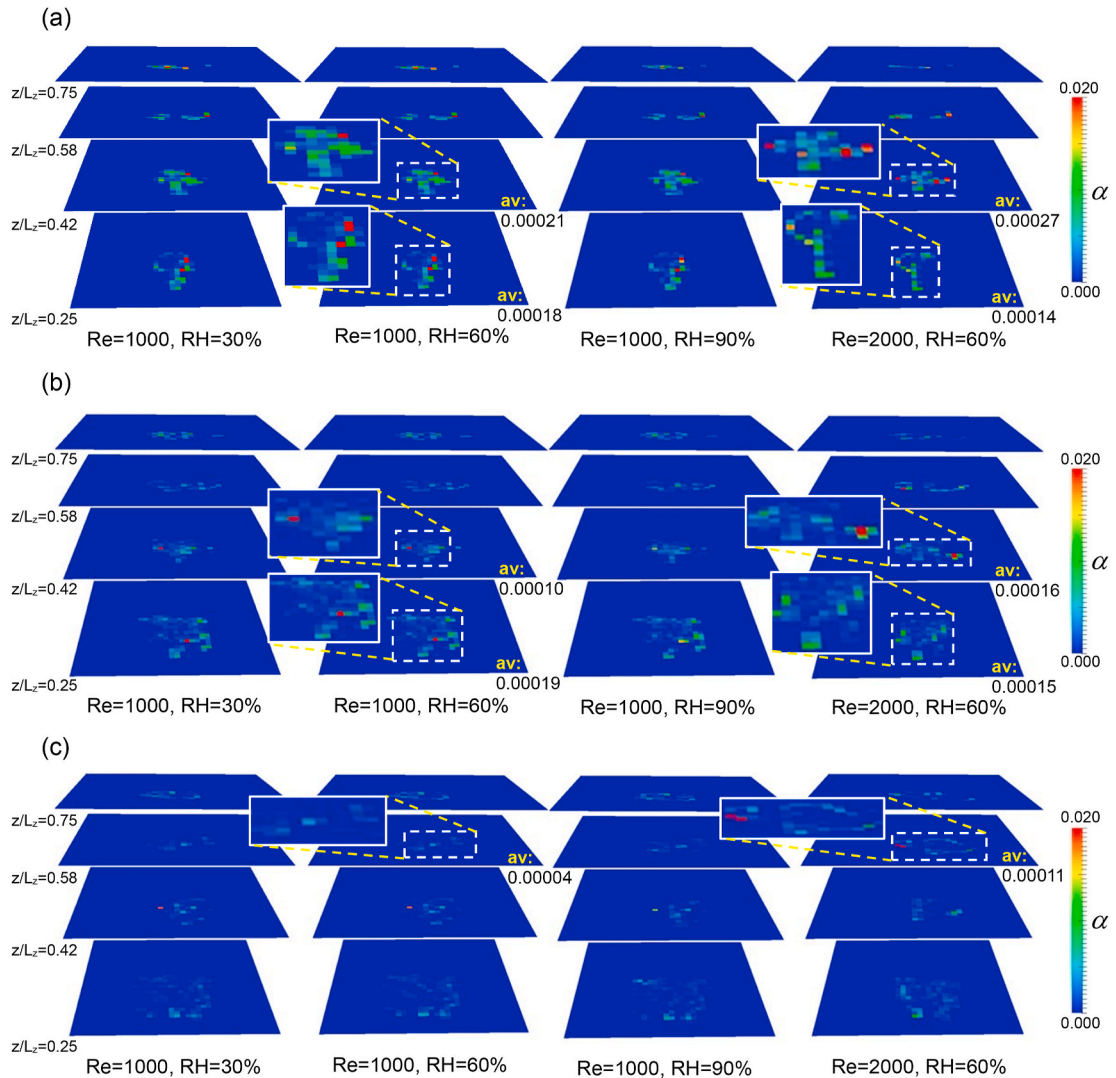 (a)
z/Lz=0.75
0.020
z/Lz=0.58
α
av:
av:
z/Lz=0.42
0.00021
0.00027
0.000
av:
av:
z/Lz=0.25
0.00018
0.00014
Re=1000, RH=30%
Re=1000, RH=60%
Re=1000, RH=90%
Re=2000, RH=60%
(b)
z/Lz=0.75
0.020
z/Lz=0.58
α
av:
av:
z/Lz=0.42
0.00010
0.00016
0.000
av:
av:
z/Lz=0.25
0.00019
0.00015
Re=1000, RH=30%
Re=1000, RH=60%
Re=1000, RH=90%
Re=2000, RH=60%
(c)
z/Lz=0.75
0.020
av:
av:
z/Lz=0.58
0.00004
0.00011
α
z/Lz=0.42
0.000
z/Lz=0.25
Re=1000, RH=30%
Re=1000, RH=60%
Re=1000, RH=90%
Re=2000, RH=60%